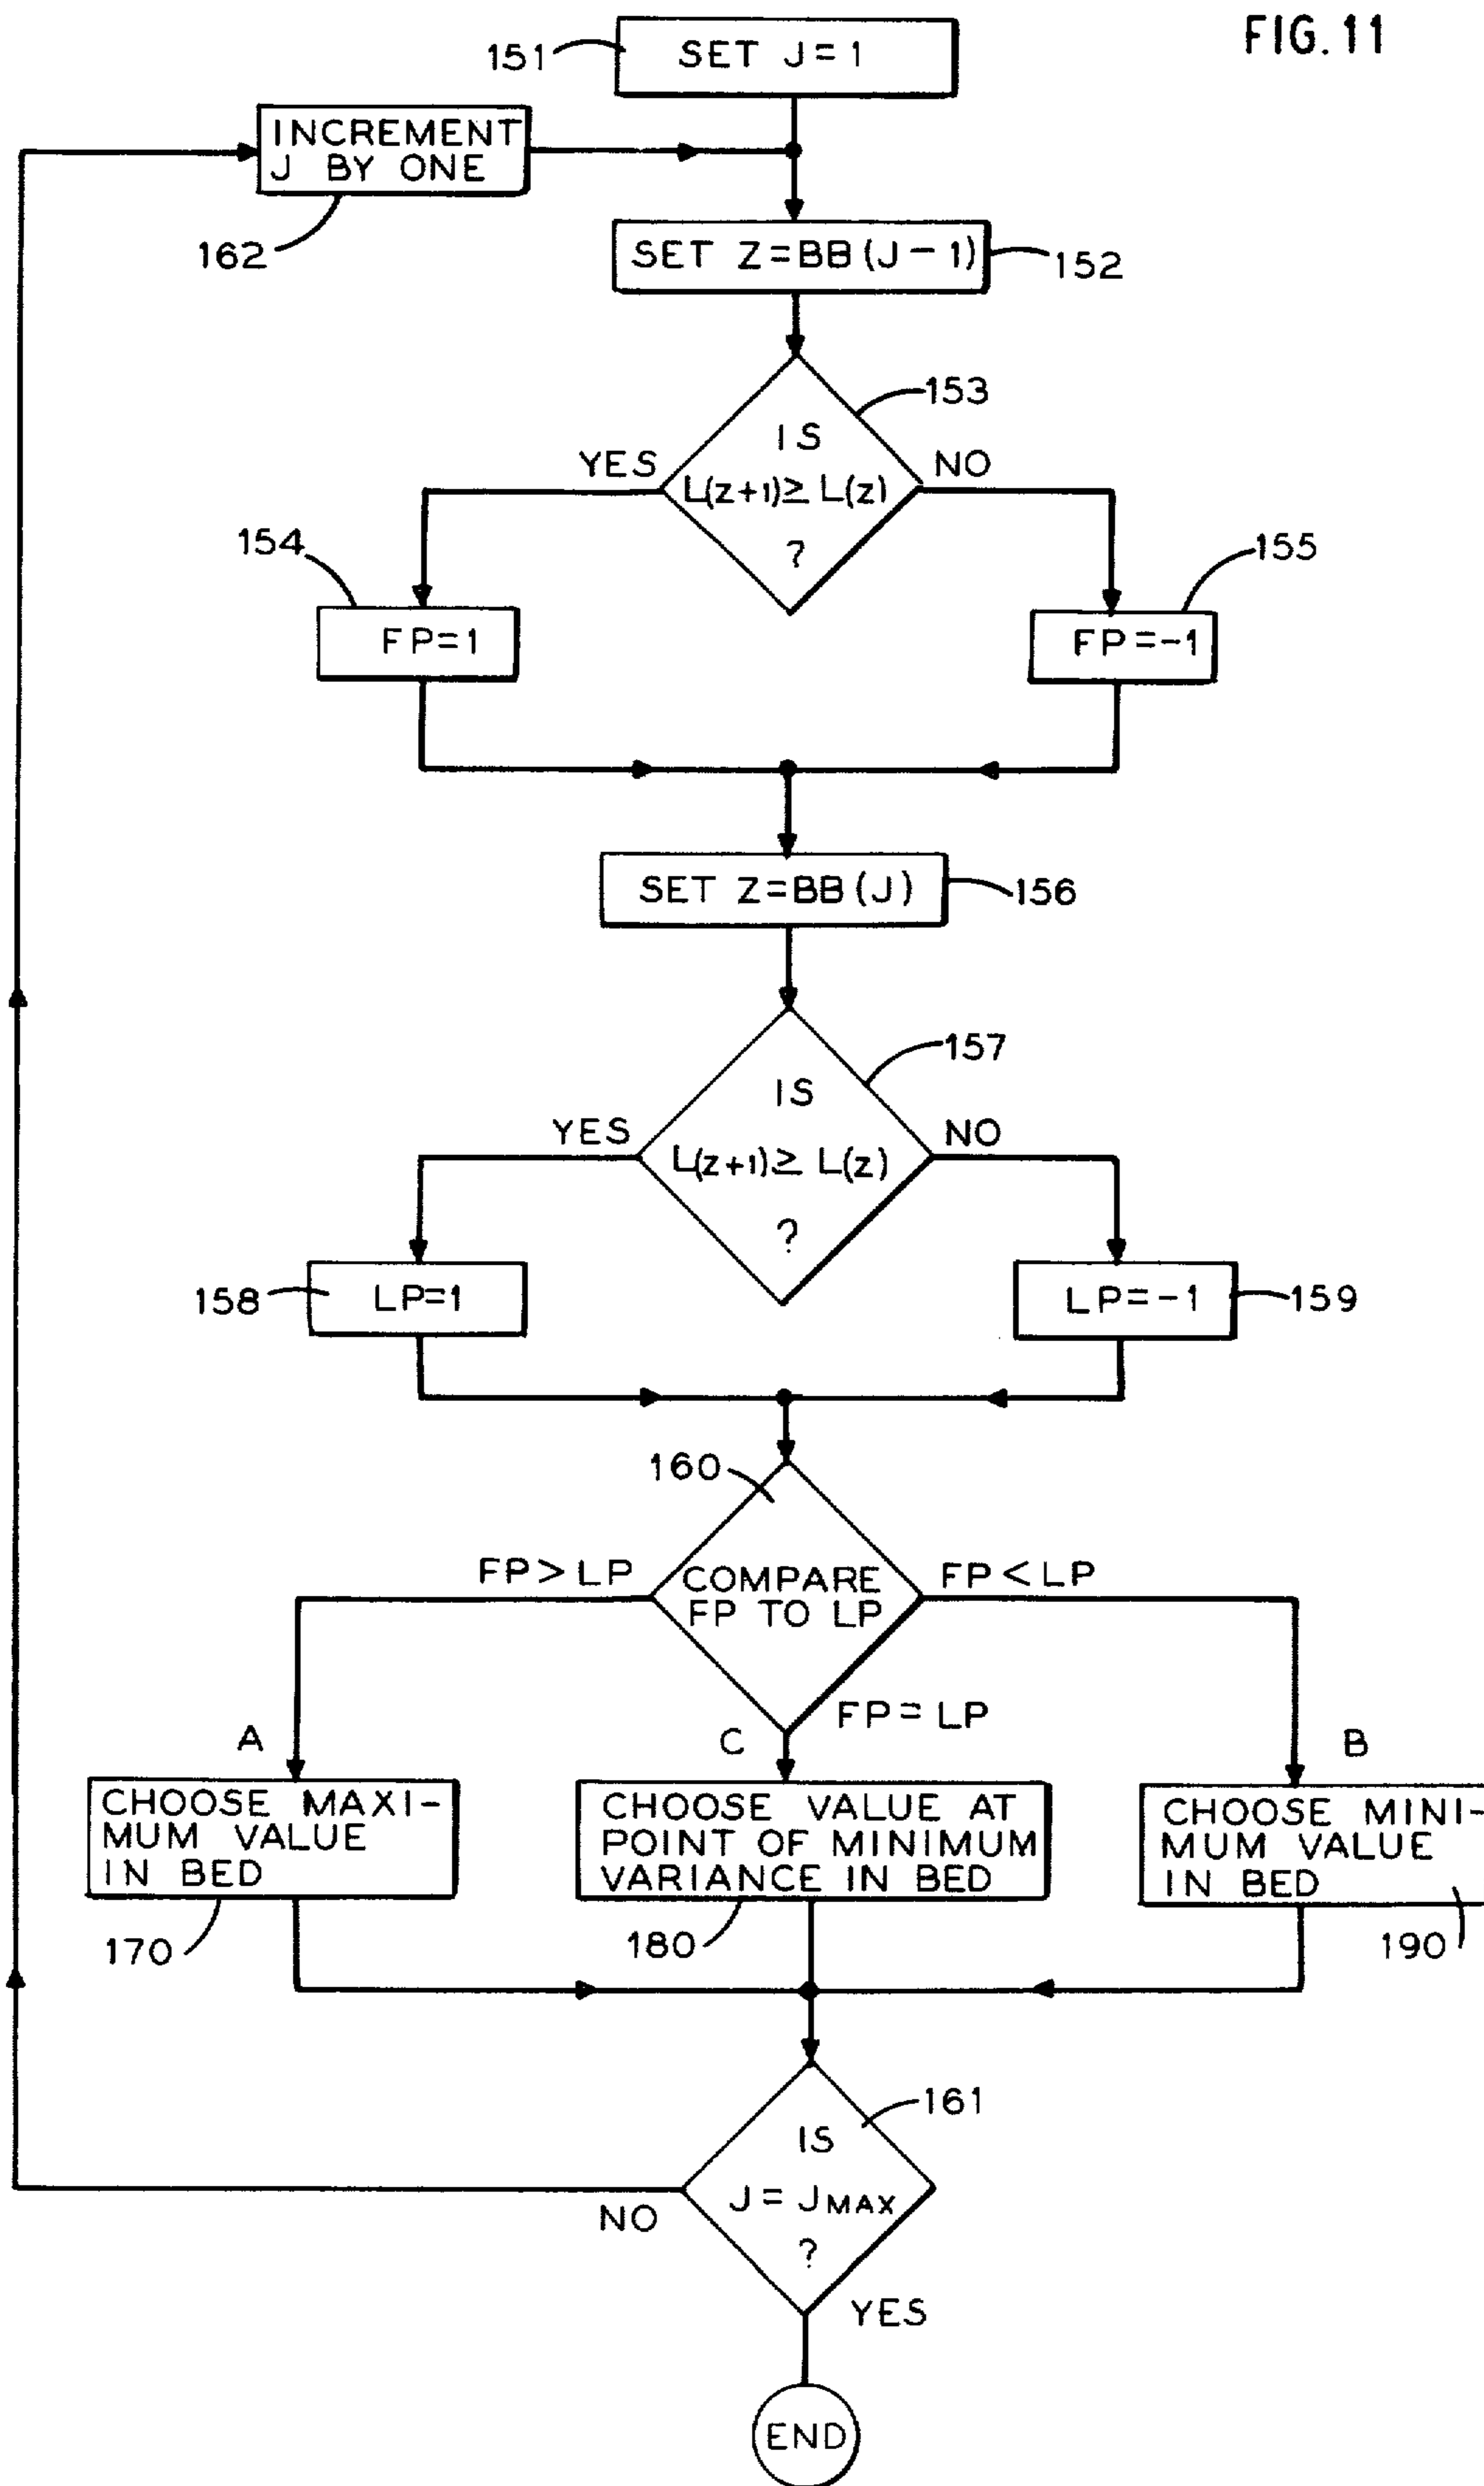 FIG. 11
151
SET J = 1
INCREMENT
J BY ONE
162
SET Z = BB (J - 1)
152
153
IS
L(z+1) ≥ L(z)
?
YES
NO
154
155
FP = 1
FP = -1
SET Z = BB (J)
156
157
IS
L(z+1) ≥ L(z)
?
YES
NO
158
LP=1
LP = -1
159
160
COMPARE
FP TO LP
FP > LP
FP < LP
FP = LP
A
C
B
CHOOSE MAXI-
MUM VALUE
IN BED
CHOOSE VALUE AT
POINT OF MINIMUM
VARIANCE IN BED
CHOOSE MINI-
MUM VALUE
IN BED
170
180
190
161
IS
J = JMAX
?
NO
YES
END